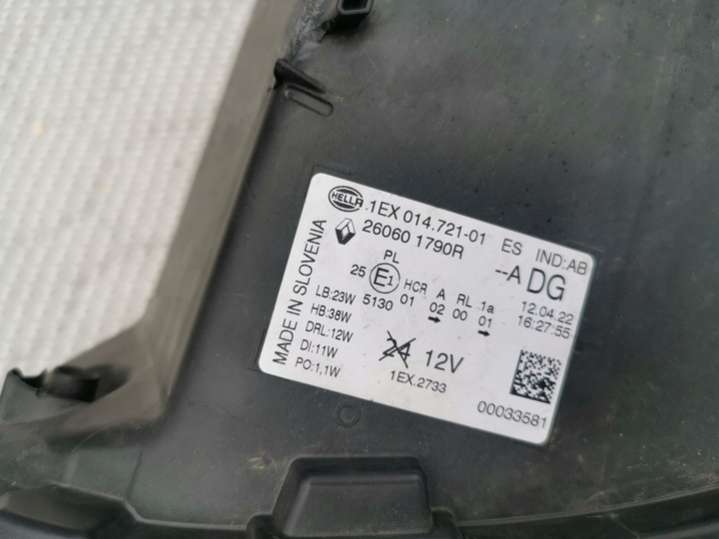 HELLA 1EX 014.721-01 ES IND:AB
26060 1790R --A DG
MADE IN SLOVENIA
PL
25 E1 HCR A RL 1a
5130 01 02 00 01
12.04.22
16:27:55
LB:23W
HB:38W
DRL:12W
DI:11W
PO:1.1W
24 12V
1EX.2733
00033581